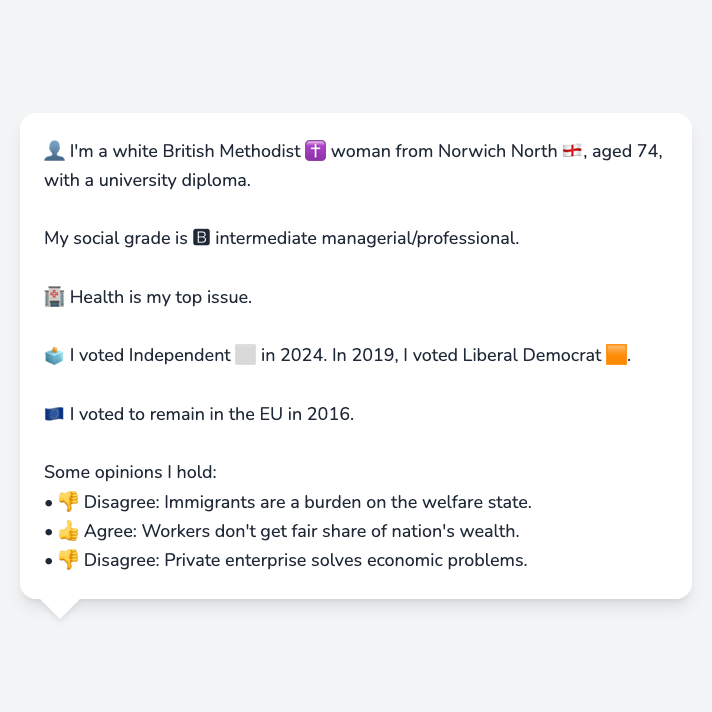 👤 I'm a white British Methodist ✝️ woman from Norwich North 🏴󠁧󠁢󠁥󠁮󠁧󠁿, aged 74,
with a university diploma.
My social grade is 🅱 intermediate managerial/professional.
🏥 Health is my top issue.
🗳️ I voted Independent ⬜ in 2024. In 2019, I voted Liberal Democrat 🟧.
🇪🇺 I voted to remain in the EU in 2016.
Some opinions I hold:
• 👎 Disagree: Immigrants are a burden on the welfare state.
• 👍 Agree: Workers don't get fair share of nation's wealth.
• 👎 Disagree: Private enterprise solves economic problems.